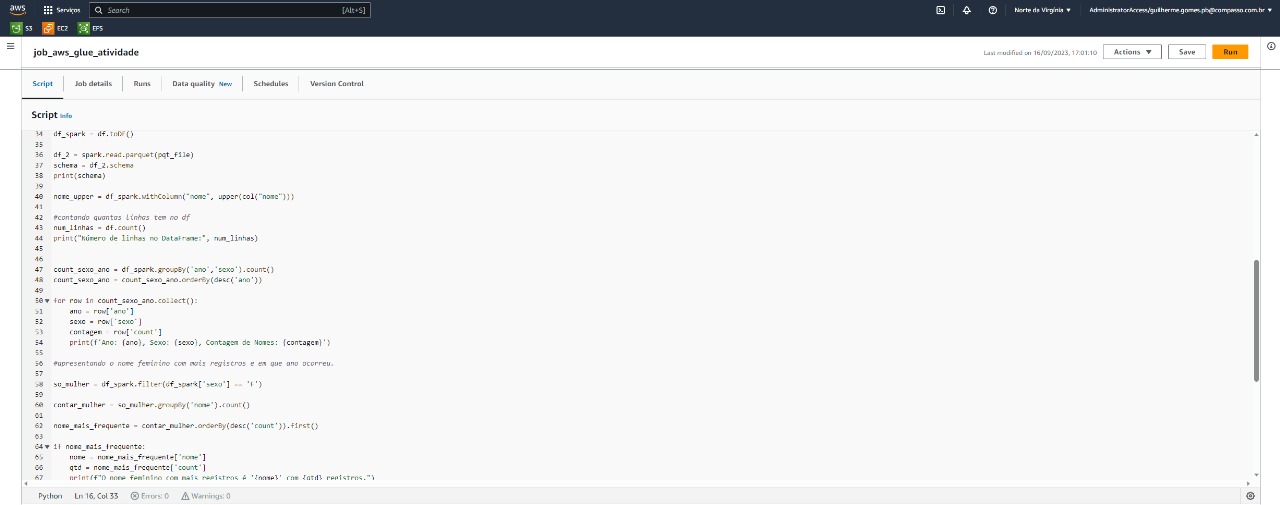 aws
Serviços
Search
[Alt+S]
Norte da Virgínia ▼
AdministratorAccess/guilherme.gomes.pb@compasso.com.br ▼
S3
EC2
EFS
job_aws_glue_atividade
Last modified on 16/09/2023, 17:01:10
Actions ▼
Save
Run
Script
Job details
Runs
Data quality New
Schedules
Version Control
Script Info
34 df_spark = df.toDF()
35
36 df_2 = spark.read.parquet(pqt_file)
37 schema = df_2.schema
38 print(schema)
39
40 nome_upper = df_spark.withColumn("nome", upper(col("nome")))
41
42 #contando quantas linhas tem no df
43 num_linhas = df.count()
44 print("Número de linhas no DataFrame:", num_linhas)
45
46
47 count_sexo_ano = df_spark.groupBy('ano','sexo').count()
48 count_sexo_ano = count_sexo_ano.orderBy(desc('ano'))
49
50 for row in count_sexo_ano.collect():
51 ano = row['ano']
52 sexo = row['sexo']
53 contagem = row['count']
54 print(f'Ano: {ano}, Sexo: {sexo}, Contagem de Nomes: {contagem}')
55
56 #apresentando o nome feminino com mais registros e em que ano ocorreu.
57
58 so_mulher = df_spark.filter(df_spark['sexo'] == 'F')
59
60 contar_mulher = so_mulher.groupBy('nome').count()
61
62 nome_mais_frequente = contar_mulher.orderBy(desc('count')).first()
63
64 if nome_mais_frequente:
65 nome = nome_mais_frequente['nome']
66 qtd = nome_mais_frequente['count']
67 print(f"O nome feminino com mais registros é '{nome}' com {qtd} registros.")
Python
Ln 16, Col 33
Errors: 0
Warnings: 0